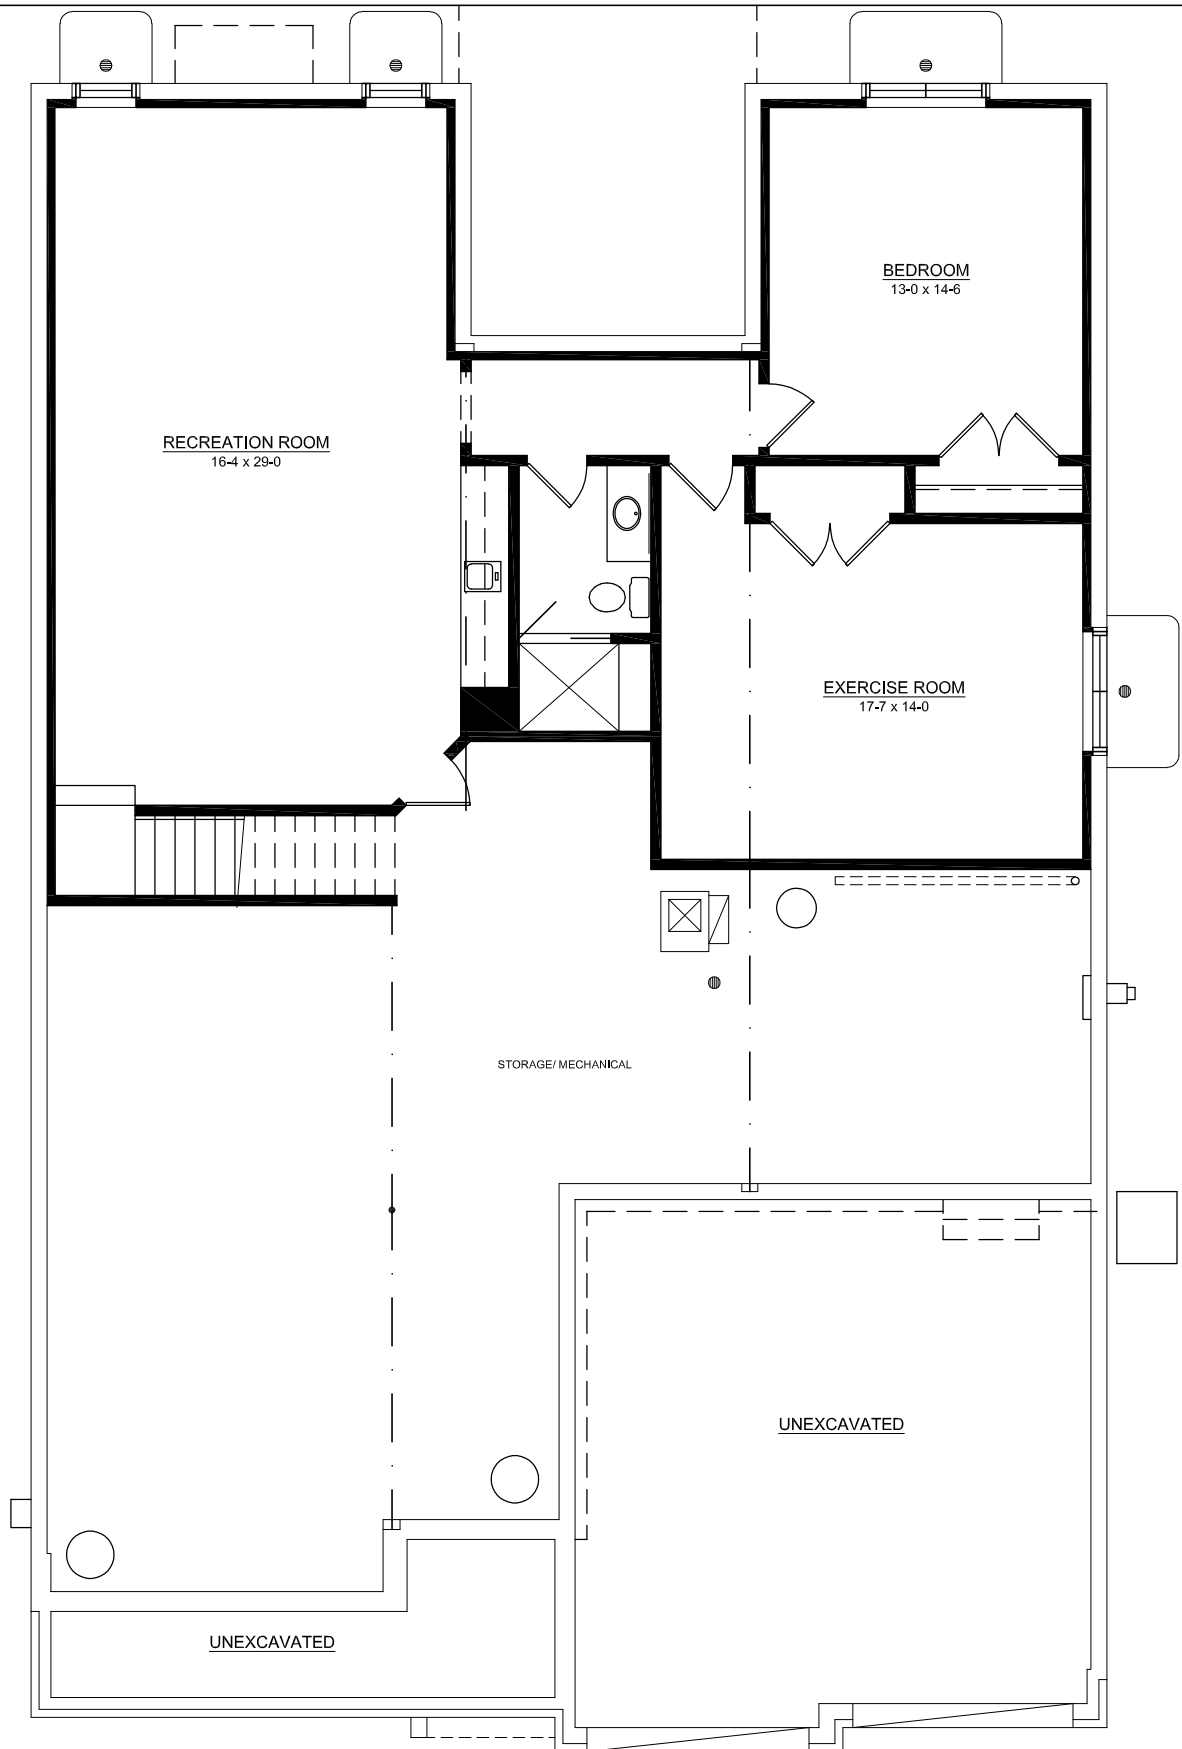 BEDROOM
13-0 x 14-6
RECREATION ROOM
16-4 x 29-0
EXERCISE ROOM
17-7 x 14-0
STORAGE/ MECHANICAL
UNEXCAVATED
UNEXCAVATED